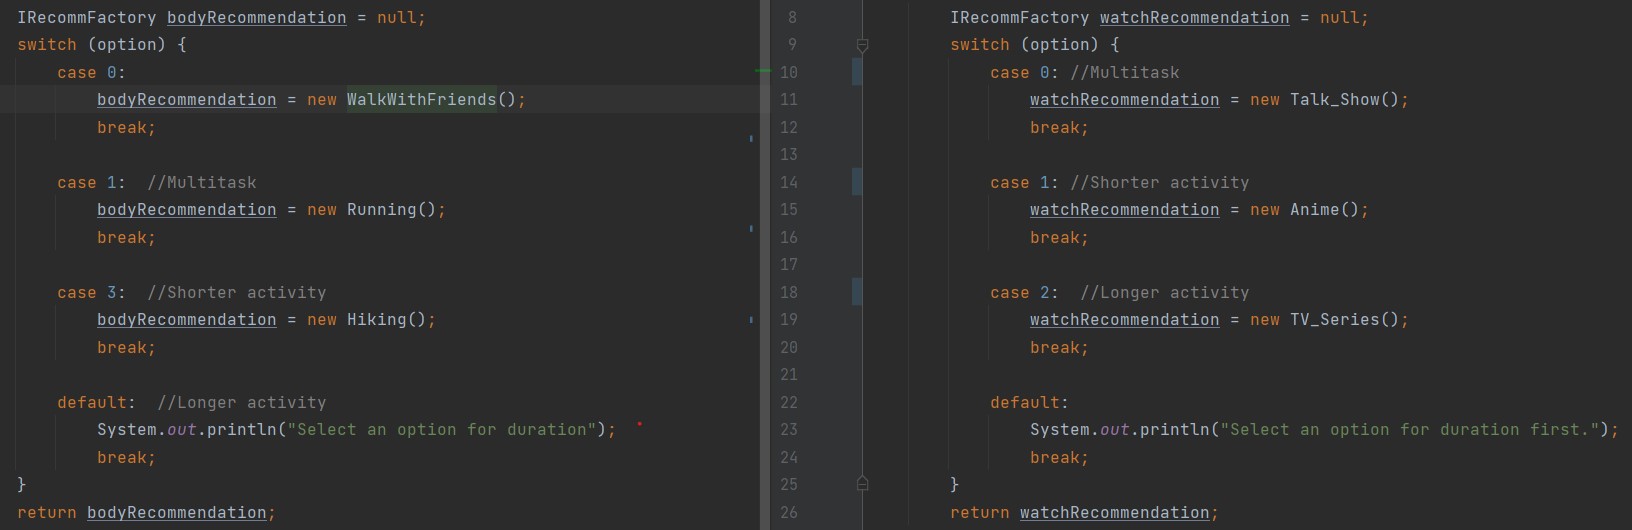 IRecommFactory bodyRecommendation = null;
switch (option) {
case 0:
bodyRecommendation = new WalkWithFriends();
break;
case 1:  //Multitask
bodyRecommendation = new Running();
break;
case 3:  //Shorter activity
bodyRecommendation = new Hiking();
break;
default:  //Longer activity
System.out.println("Select an option for duration");
break;
}
return bodyRecommendation;
8 IRecommFactory watchRecommendation = null;
9 switch (option) {
10 case 0: //Multitask
11 watchRecommendation = new Talk_Show();
12 break;
13
14 case 1: //Shorter activity
15 watchRecommendation = new Anime();
16 break;
17
18 case 2:  //Longer activity
19 watchRecommendation = new TV_Series();
20 break;
21
22 default:
23 System.out.println("Select an option for duration first.");
24 break;
25 }
26 return watchRecommendation;